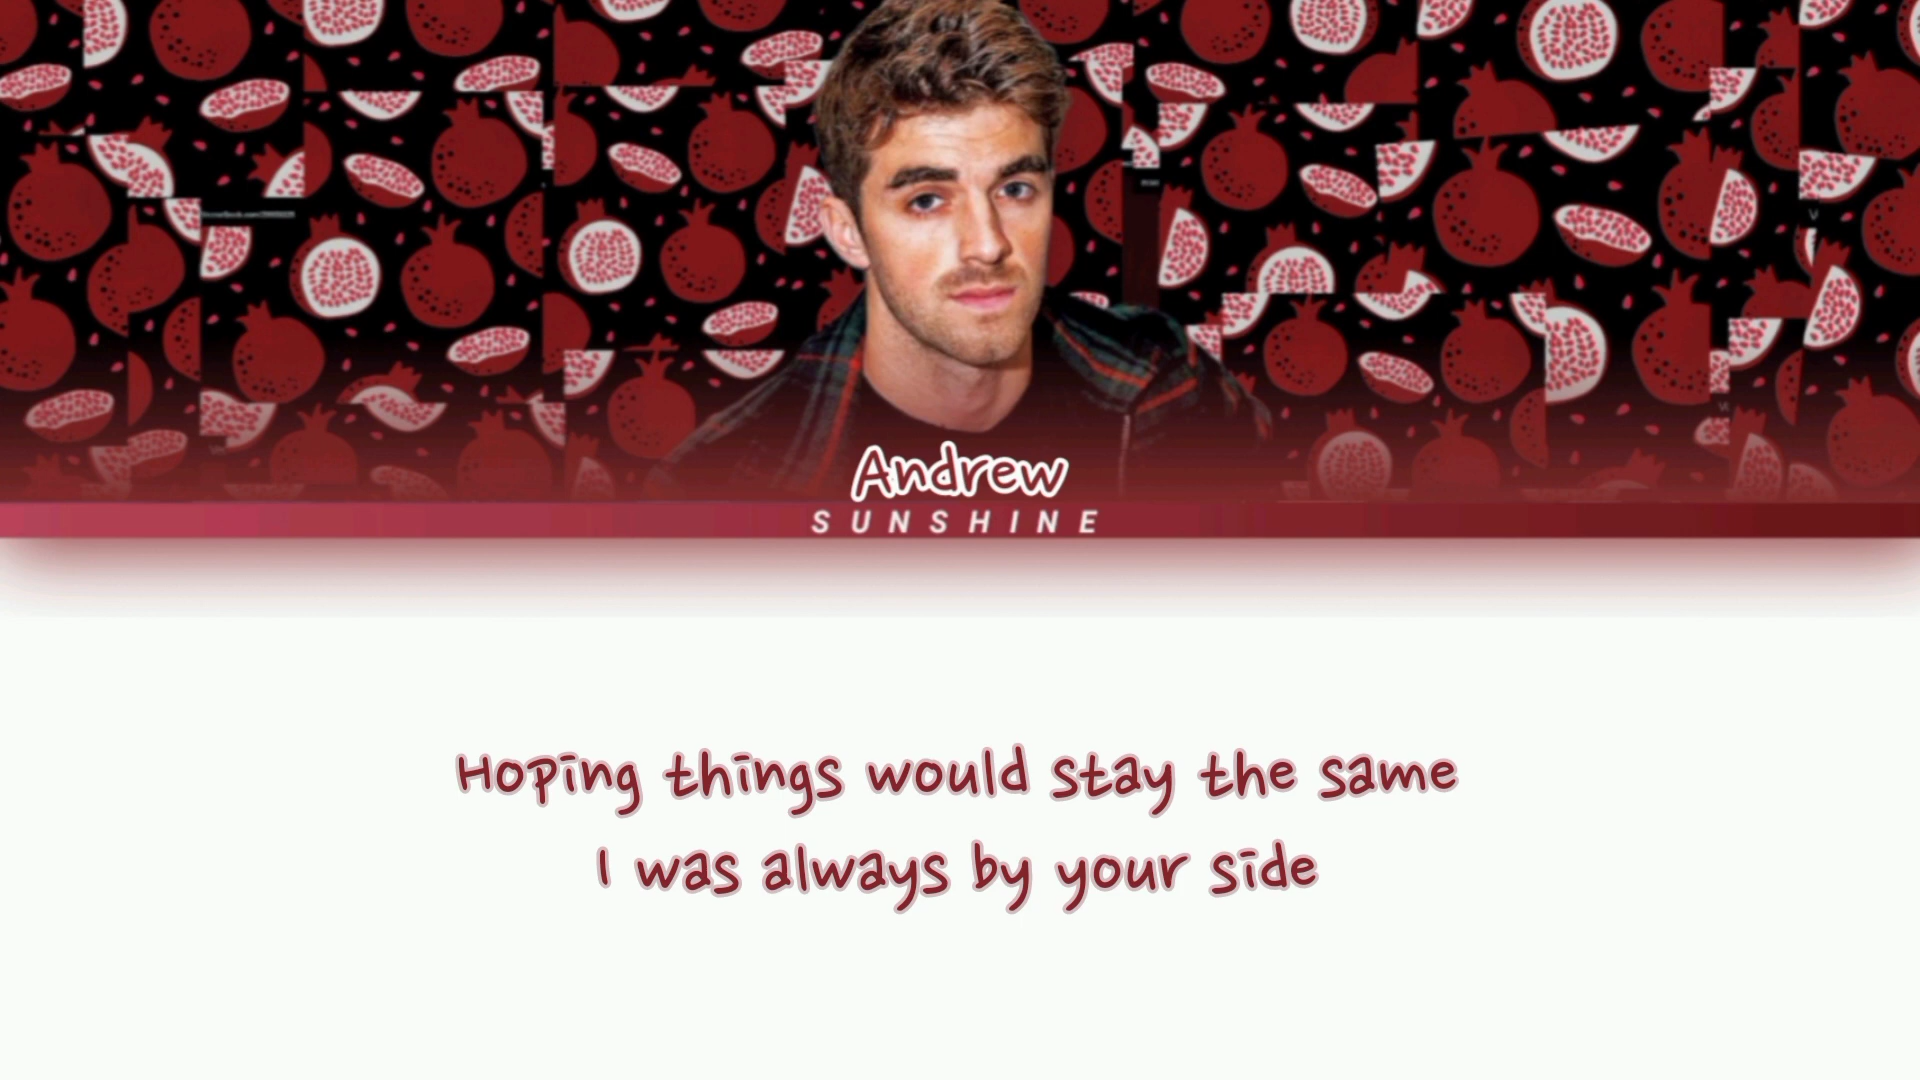 Andrew
SUNSHINE
Hoping things would stay the same
I was always by your side